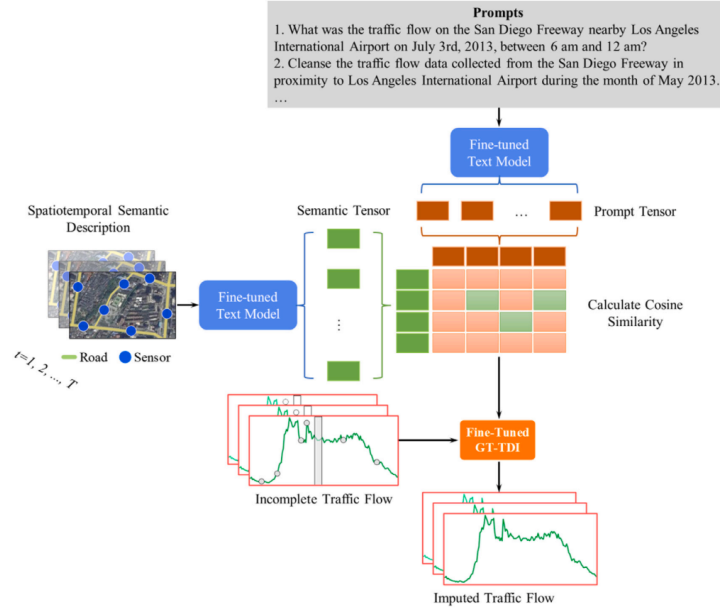 Prompts
1. What was the traffic flow on the San Diego Freeway nearby Los Angeles
International Airport on July 3rd, 2013, between 6 am and 12 am?
2. Cleanse the traffic flow data collected from the San Diego Freeway in
proximity to Los Angeles International Airport during the month of May 2013.
...
Fine-tuned
Text Model
Spatiotemporal Semantic
Description
Semantic Tensor
...
Prompt Tensor
Fine-tuned
Text Model
⋮
Calculate Cosine
Similarity
Road
Sensor
t=1, 2, ..., T
Fine-Tuned
GT-TDI
Incomplete Traffic Flow
Imputed Traffic Flow